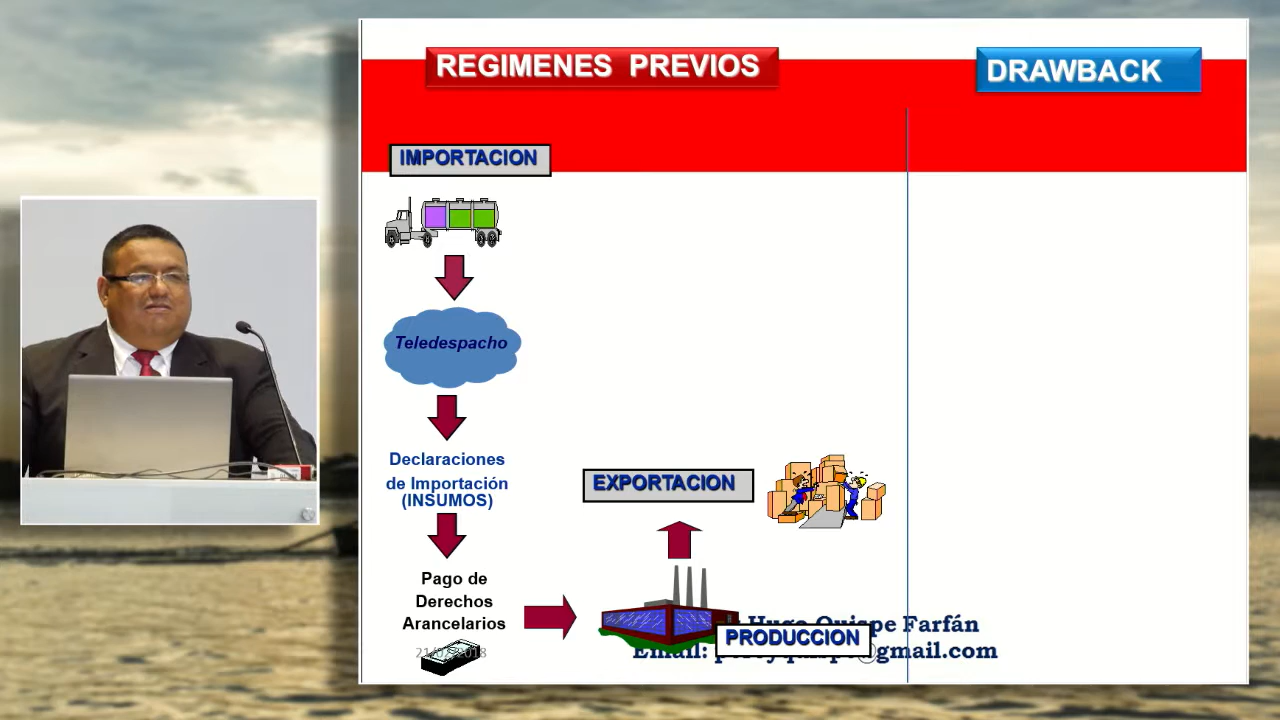 REGIMENES PREVIOS
DRAWBACK
IMPORTACION
Teledespacho
Declaraciones
de Importación
(INSUMOS)
EXPORTACION
Pago de
Derechos
Arancelarios
Hugo Quispe Farfán
PRODUCCION
Email: gmail.com